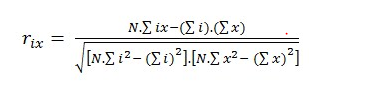 r_ix = N.∑ ix−(∑ i).(∑ x) / √[N.∑ i²− (∑ i)²].[N.∑ x²− (∑ x)²]